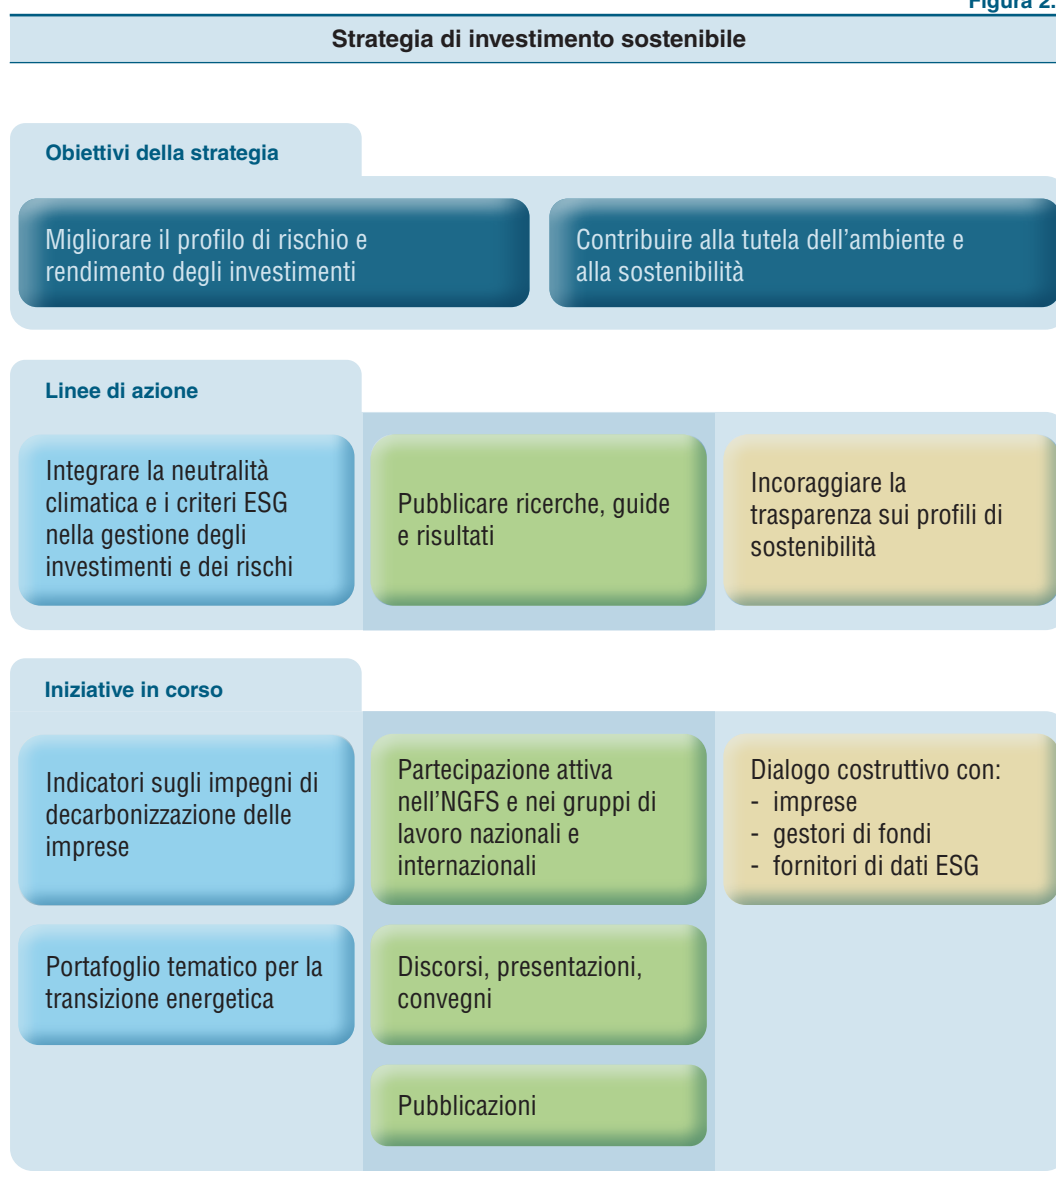 Figura 2.
Strategia di investimento sostenibile
Obiettivi della strategia
Migliorare il profilo di rischio e
rendimento degli investimenti
Contribuire alla tutela dell'ambiente e
alla sostenibilità
Linee di azione
Integrare la neutralità
climatica e i criteri ESG
nella gestione degli
investimenti e dei rischi
Pubblicare ricerche, guide
e risultati
Incoraggiare la
trasparenza sui profili di
sostenibilità
Iniziative in corso
Indicatori sugli impegni di
decarbonizzazione delle
imprese
Portafoglio tematico per la
transizione energetica
Partecipazione attiva
nell'NGFS e nei gruppi di
lavoro nazionali e
internazionali
Discorsi, presentazioni,
convegni
Pubblicazioni
Dialogo costruttivo con:
- imprese
- gestori di fondi
- fornitori di dati ESG